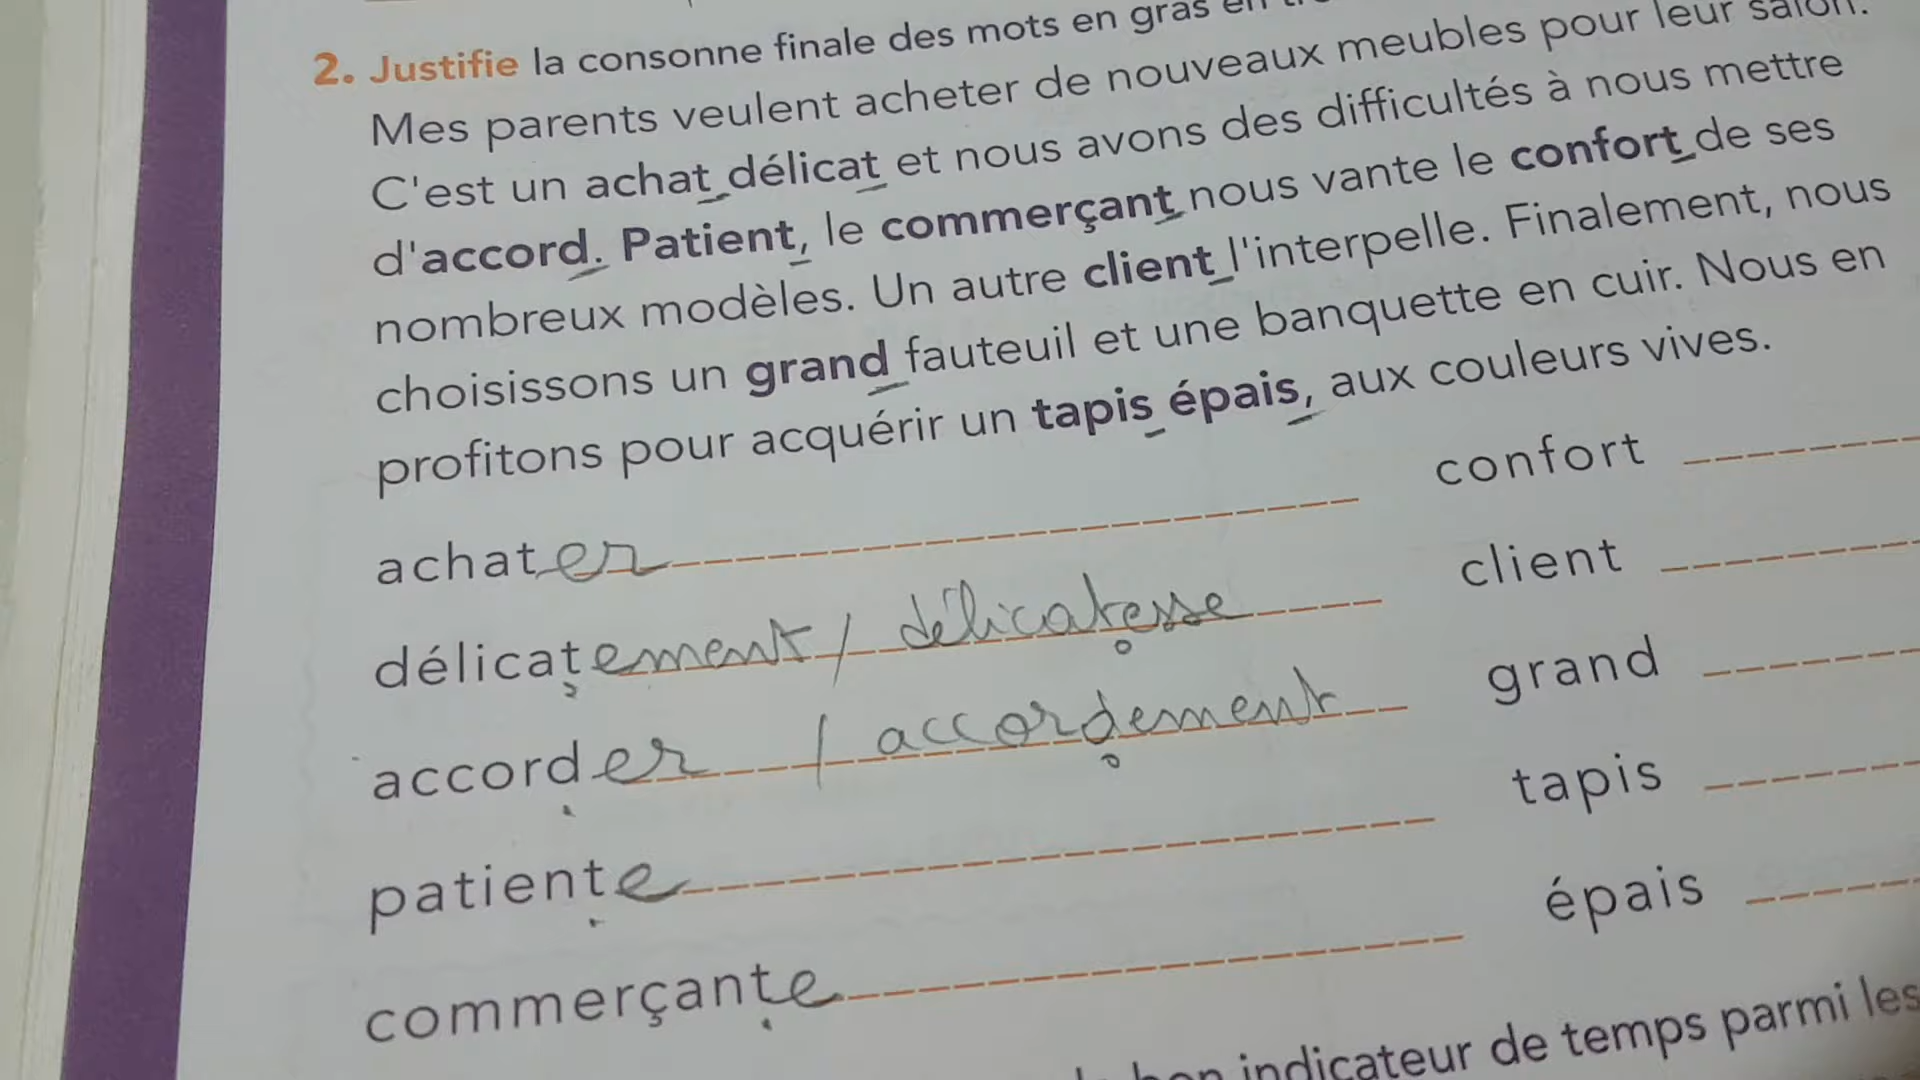 2. Justifie la consonne finale des mots en gras en
Mes parents veulent acheter de nouveaux meubles pour leur salon.
C'est un achat délicat et nous avons des difficultés à nous mettre
d'accord. Patient, le commerçant nous vante le confort de ses
nombreux modèles. Un autre client l'interpelle. Finalement, nous
choisissons un grand fauteuil et une banquette en cuir. Nous en
profitons pour acquérir un tapis épais, aux couleurs vives.
achater
confort
délicatement / délicatesse
client
accorder / accordement
grand
patiente
tapis
commerçante
épais
bon indicateur de temps parmi les